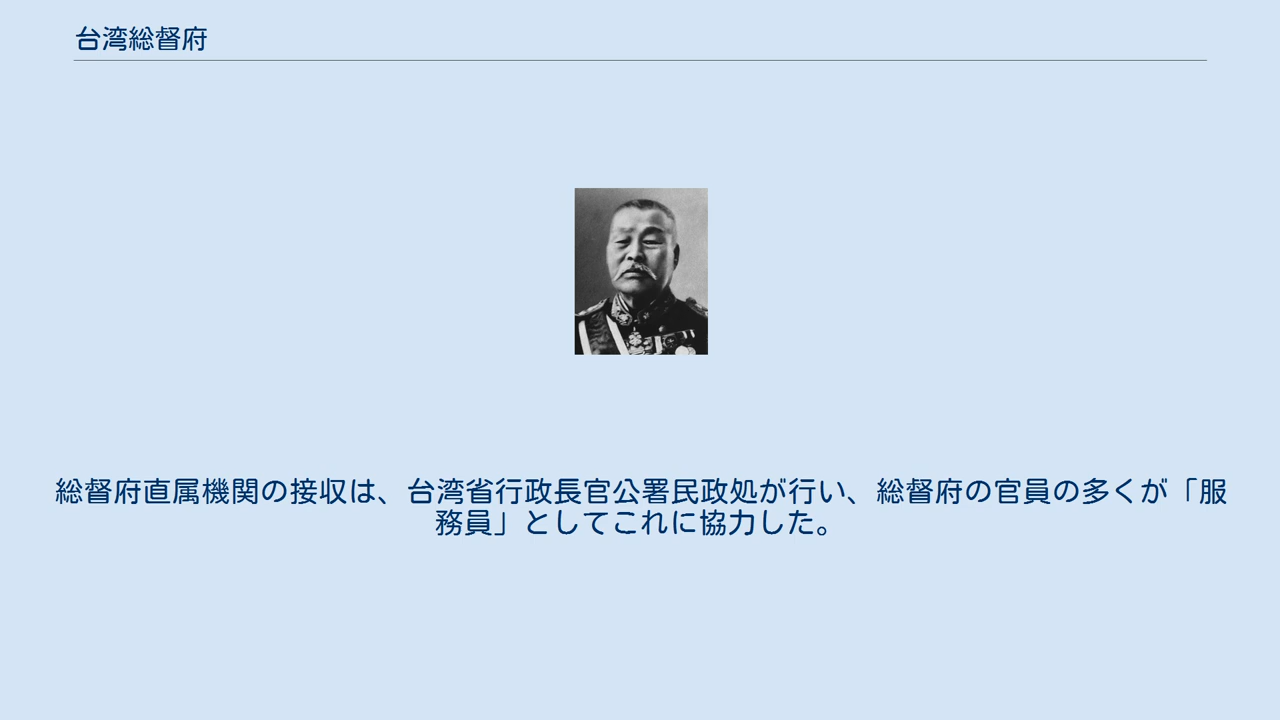 台湾総督府
総督府直属機関の接収は、台湾省行政長官公署民政処が行い、総督府の官員の多くが「服
務員」としてこれに協力した。